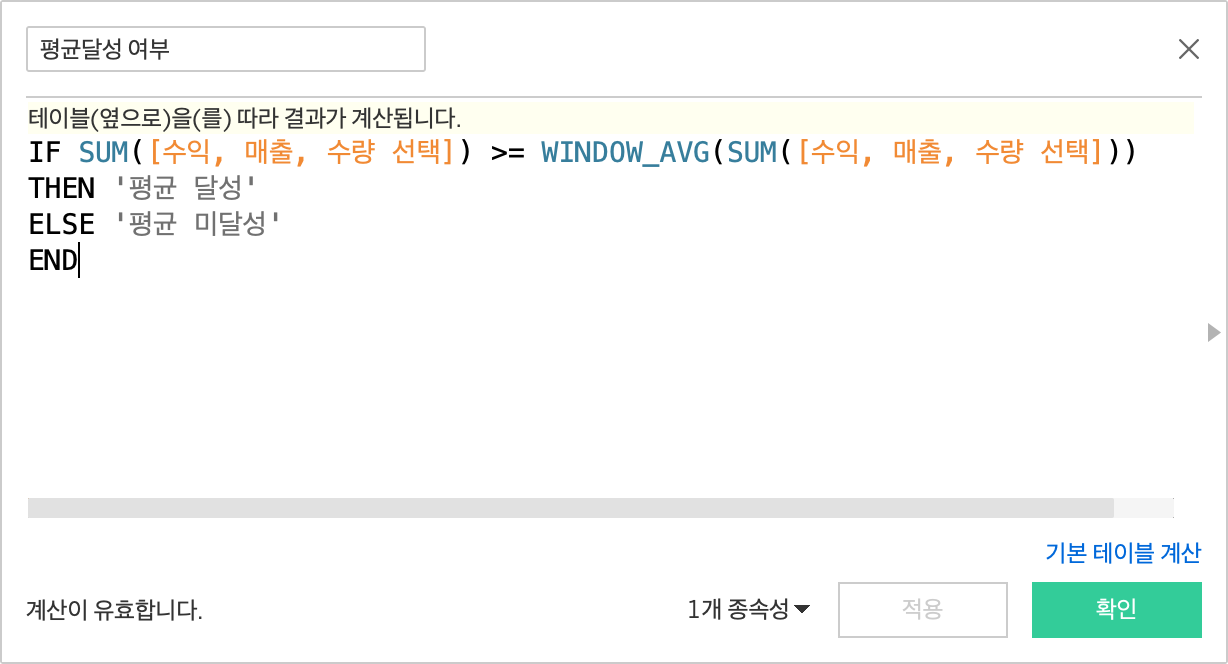 평균달성 여부
테이블(옆으로)을(를) 따라 결과가 계산됩니다.
IF SUM([수익, 매출, 수량 선택]) >= WINDOW_AVG(SUM([수익, 매출, 수량 선택]))
THEN '평균 달성'
ELSE '평균 미달성'
END
기본 테이블 계산
계산이 유효합니다.
1개 종속성
적용
확인